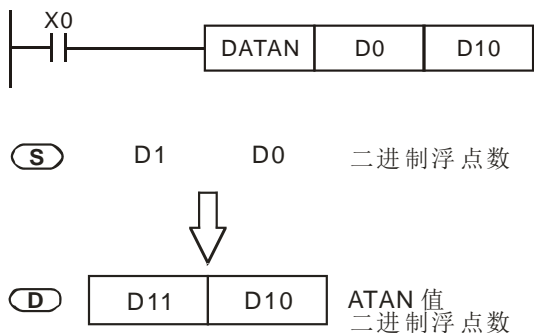 X0
DATAN D0 D10
S D1 D0 二进制浮点数
D D11 D10 ATAN 值
二进制浮点数